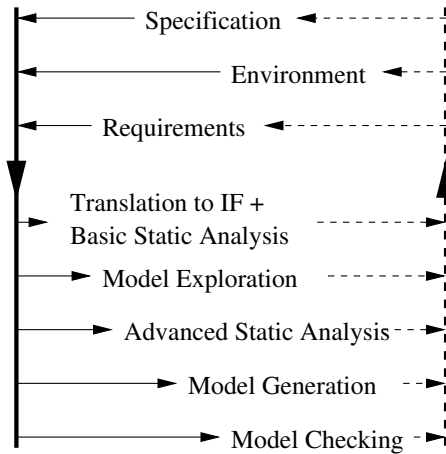 Specification
Environment
Requirements
Translation to IF +
Basic Static Analysis
Model Exploration
Advanced Static Analysis
Model Generation
Model Checking